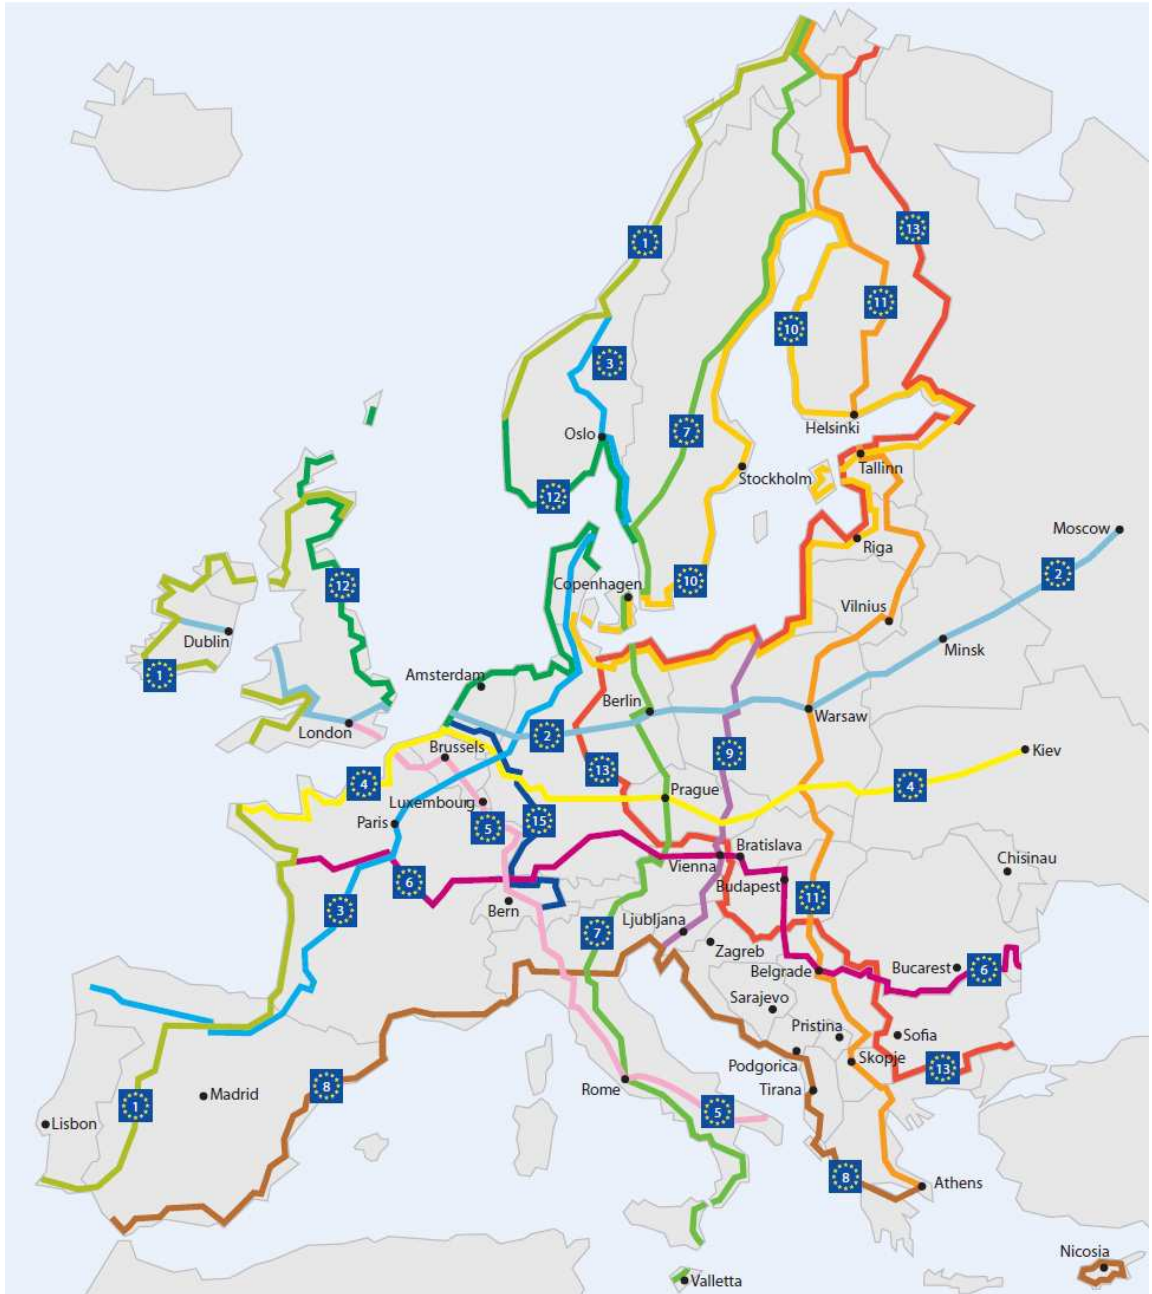 1
13
11
10
3
7
Oslo
Helsinki
Tallinn
Stockholm
12
Moscow
Riga
2
Copenhagen
10
12
Vilnius
Dublin
Minsk
1
Amsterdam
Berlin
Warsaw
London
2
Brussels
9
Kiev
13
4
4
Prague
Luxembourg
Paris
5
15
Bratislava
Vienna
Chisinau
6
Budapest
11
Bern
3
Ljubljana
7
Zagreb
Belgrade
Bucarest
6
Sarajevo
Pristina
Sofia
Podgorica
Skopje
13
8
Rome
Tirana
Madrid
1
5
Lisbon
8
Athens
Nicosia
Valletta